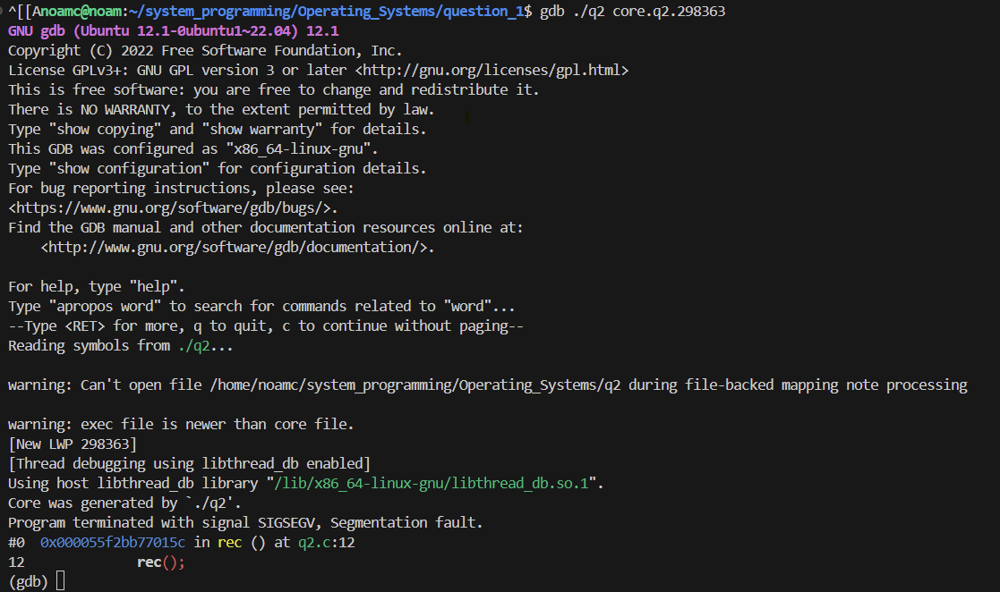 ^[[Anoamc@noam:~/system_programming/Operating_Systems/question_1$ gdb ./q2 core.q2.298363
GNU gdb (Ubuntu 12.1-0ubuntu1~22.04) 12.1
Copyright (C) 2022 Free Software Foundation, Inc.
License GPLv3+: GNU GPL version 3 or later <http://gnu.org/licenses/gpl.html>
This is free software: you are free to change and redistribute it.
There is NO WARRANTY, to the extent permitted by law.
Type "show copying" and "show warranty" for details.
This GDB was configured as "x86_64-linux-gnu".
Type "show configuration" for configuration details.
For bug reporting instructions, please see:
<https://www.gnu.org/software/gdb/bugs/>.
Find the GDB manual and other documentation resources online at:
    <http://www.gnu.org/software/gdb/documentation/>.

For help, type "help".
Type "apropos word" to search for commands related to "word"...
--Type <RET> for more, q to quit, c to continue without paging--
Reading symbols from ./q2...

warning: Can't open file /home/noamc/system_programming/Operating_Systems/q2 during file-backed mapping note processing

warning: exec file is newer than core file.
[New LWP 298363]
[Thread debugging using libthread_db enabled]
Using host libthread_db library "/lib/x86_64-linux-gnu/libthread_db.so.1".
Core was generated by `./q2'.
Program terminated with signal SIGSEGV, Segmentation fault.
#0  0x000055f2bb77015c in rec () at q2.c:12
12              rec();
(gdb)